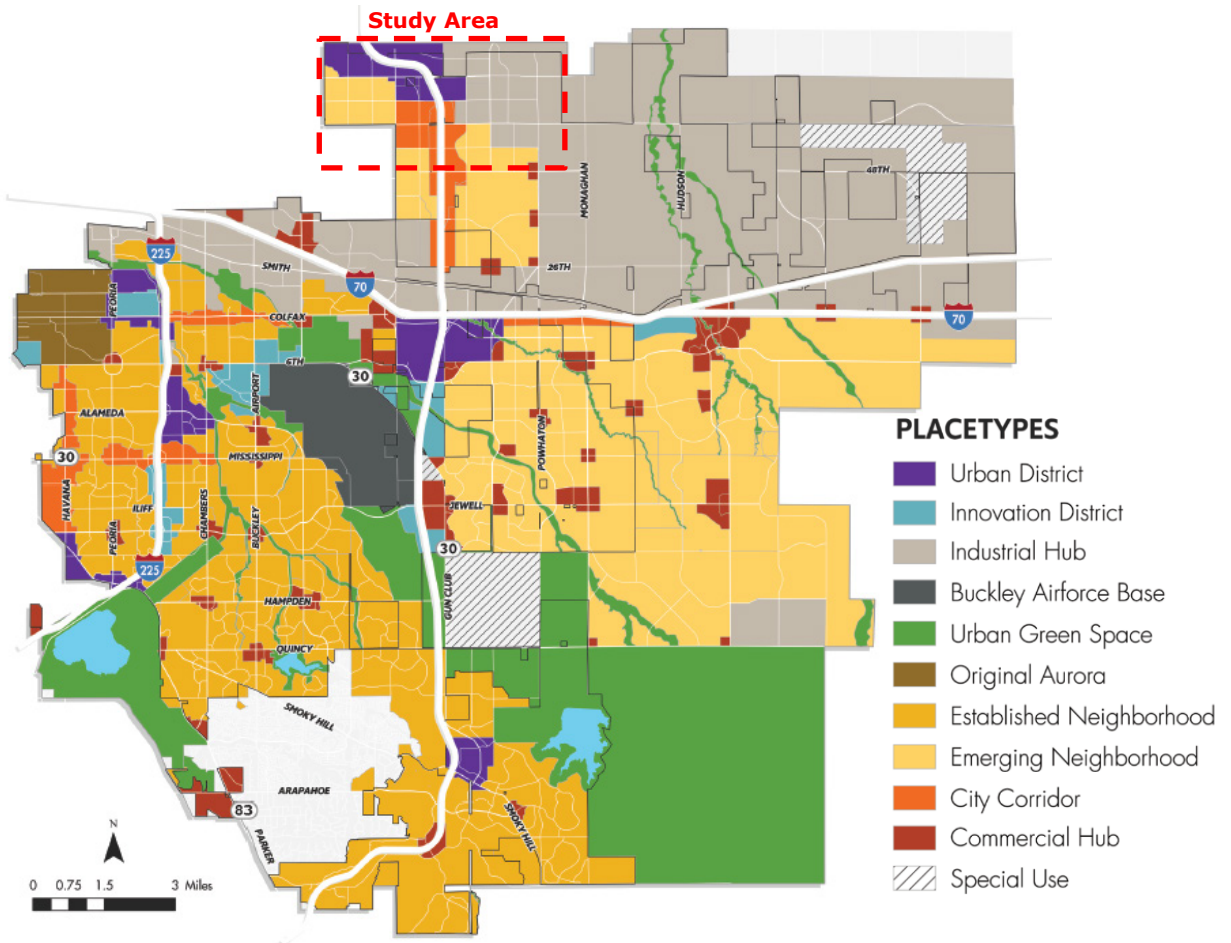 Study Area
MONAGHAN
HUDSON
48TH
225
SMITH
26TH
70
PEORIA
COLFAX
70
6TH
30
AIRPORT
ALAMEDA
POWHATON
30
MISSISSIPPI
HAVANA
ILIFF
CHAMBERS
BUCKLEY
PEORIA
JEWELL
30
225
GUN CLUB
HAMPDEN
QUINCY
SMOKY HILL
ARAPAHOE
83
SMOKY HILL
PARKER
N
0 0.75 1.5 3 Miles
PLACETYPES
Urban District
Innovation District
Industrial Hub
Buckley Airforce Base
Urban Green Space
Original Aurora
Established Neighborhood
Emerging Neighborhood
City Corridor
Commercial Hub
Special Use